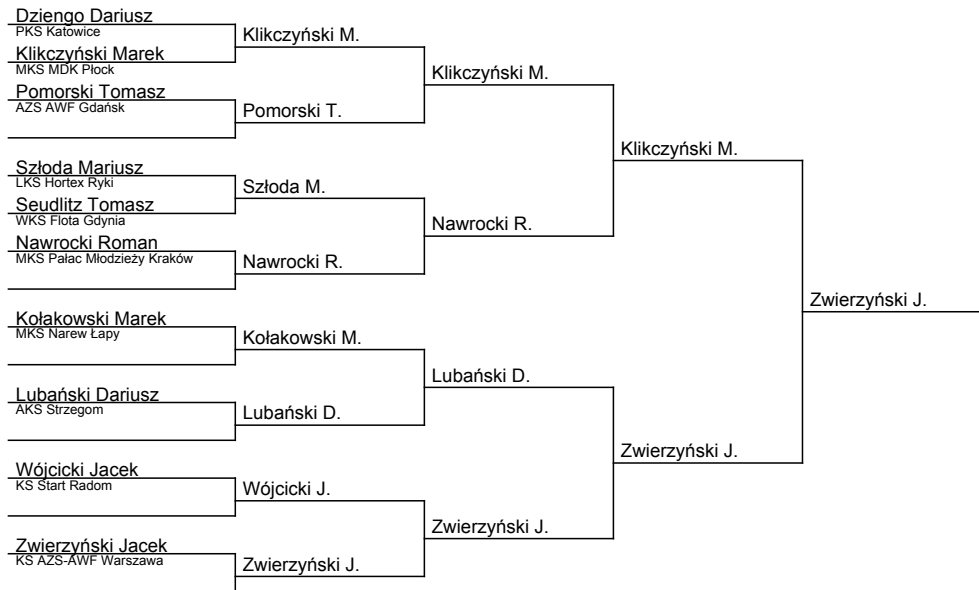 Dziengo Dariusz
PKS Katowice
Klikczyński M.
Klikczyński Marek
MKS MDK Płock
Klikczyński M.
Pomorski Tomasz
AZS AWF Gdańsk
Pomorski T.
Klikczyński M.
Szłoda Mariusz
LKS Hortex Ryki
Szłoda M.
Seudlitz Tomasz
WKS Flota Gdynia
Nawrocki R.
Nawrocki Roman
MKS Pałac Młodzieży Kraków
Nawrocki R.
Zwierzyński J.
Kołakowski Marek
MKS Narew Łapy
Kołakowski M.
Lubański D.
Lubański Dariusz
AKS Strzegom
Lubański D.
Zwierzyński J.
Wójcicki Jacek
KS Start Radom
Wójcicki J.
Zwierzyński J.
Zwierzyński Jacek
KS AZS-AWF Warszawa
Zwierzyński J.